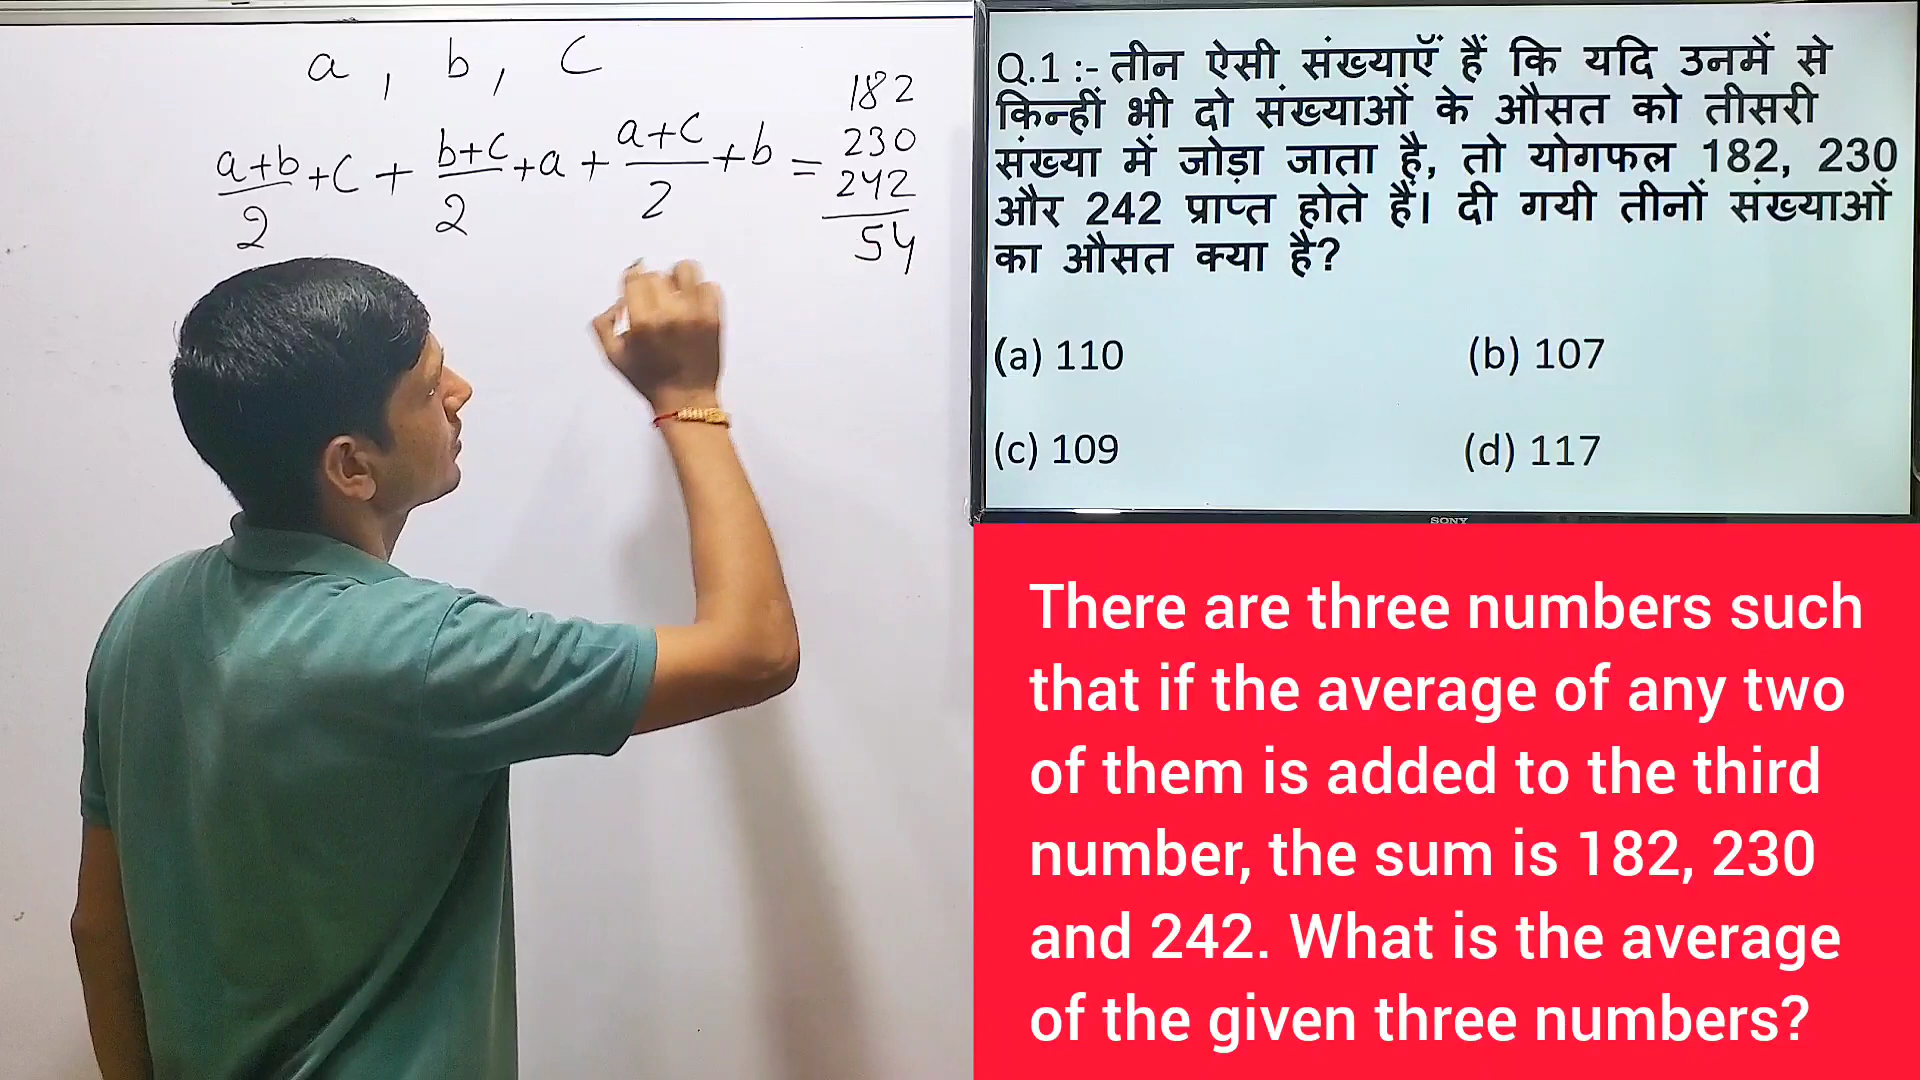 a , b , c
a+b/2 + c + b+c/2 + a + a+c/2 + b =
182
230
242
54
Q.1 :- तीन ऐसी संख्याएँ हैं कि यदि उनमें से
किन्हीं भी दो संख्याओं के औसत को तीसरी
संख्या में जोड़ा जाता है, तो योगफल 182, 230
और 242 प्राप्त होते हैं। दी गयी तीनों संख्याओं
का औसत क्या है?
(a) 110 (b) 107
(c) 109 (d) 117
SONY
There are three numbers such
that if the average of any two
of them is added to the third
number, the sum is 182, 230
and 242. What is the average
of the given three numbers?